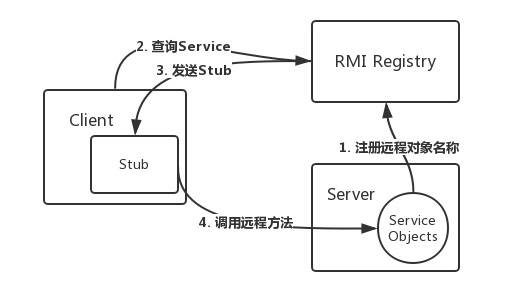 2. 查询Service
RMI Registry
3. 发送Stub
Client
Stub
1. 注册远程对象名称
Server
4. 调用远程方法
Service
Objects